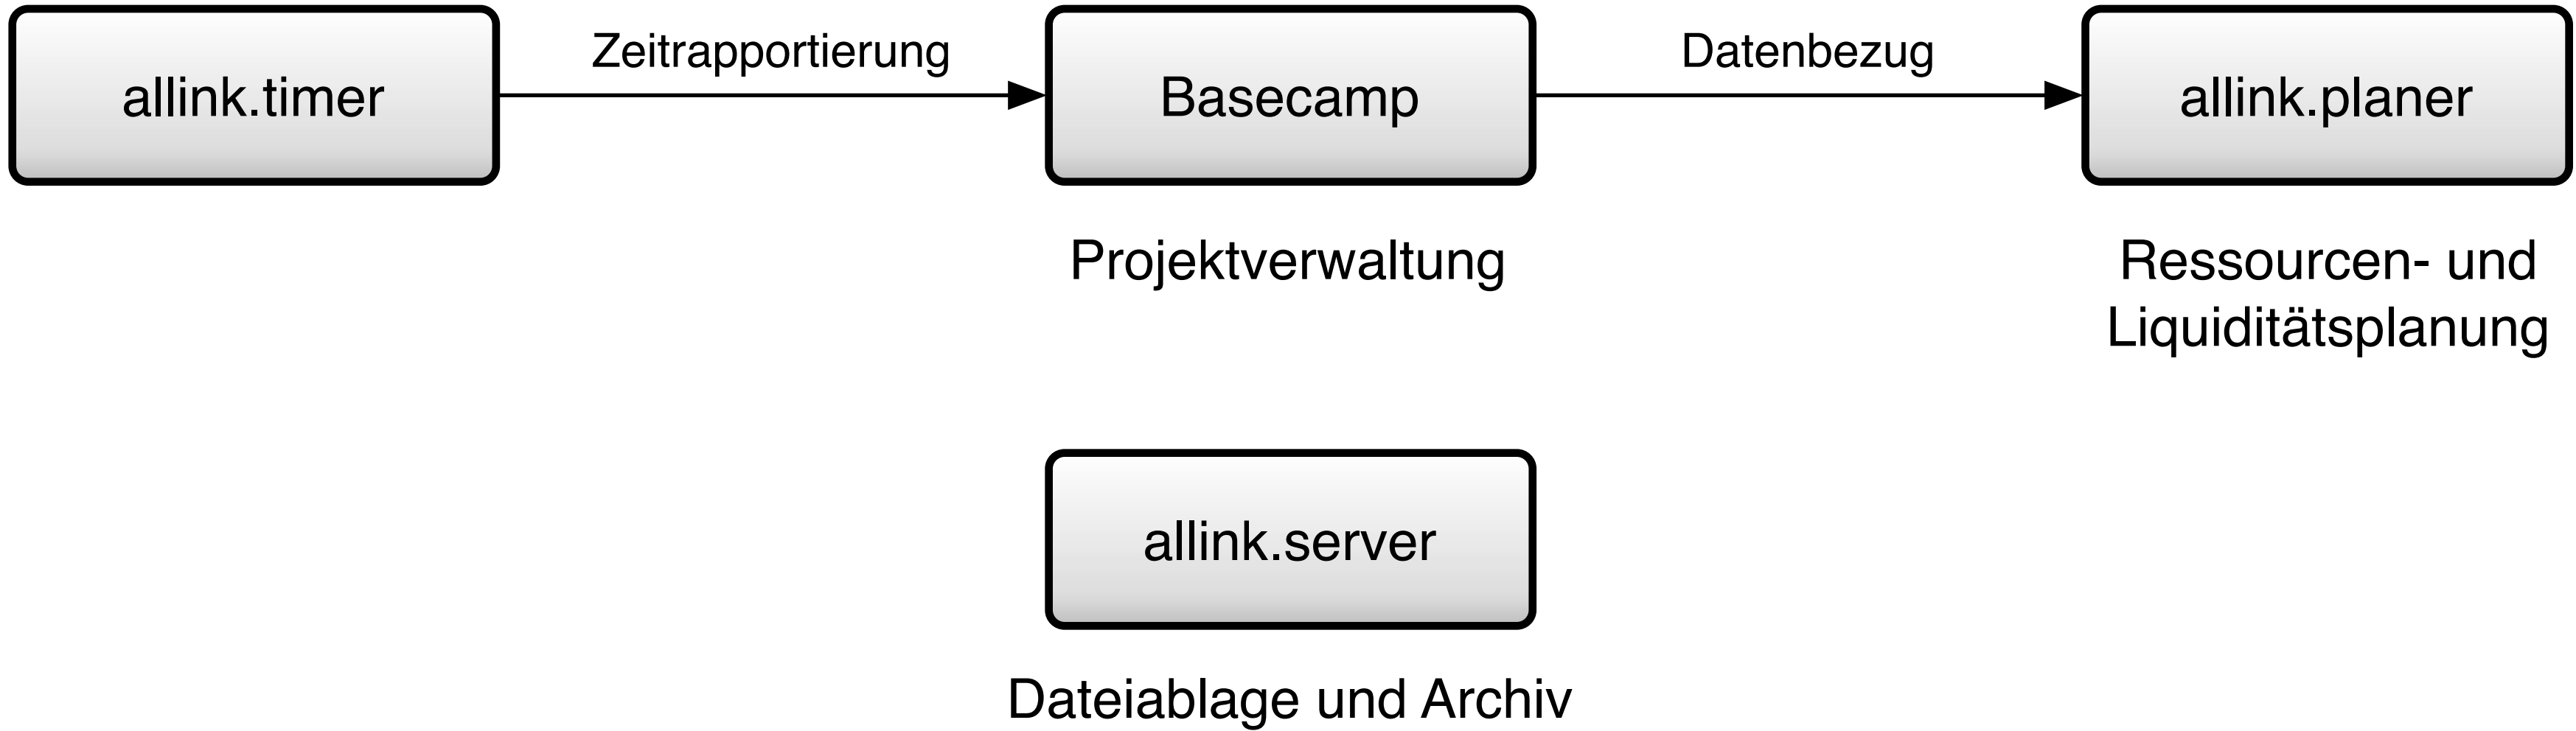 allink.timer
Zeitrapportierung
Basecamp
Datenbezug
allink.planer
Projektverwaltung
Ressourcen- und
Liquiditätsplanung
allink.server
Dateiablage und Archiv